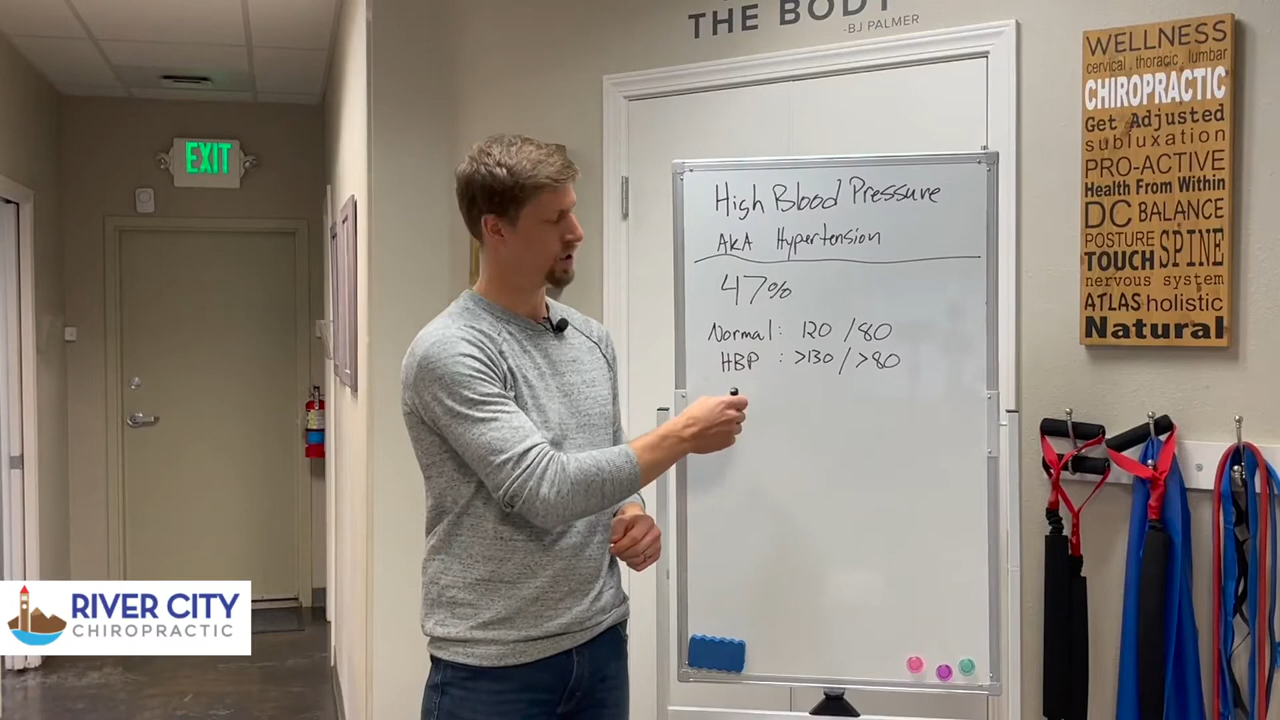 THE BODY
-BJ PALMER
EXIT
High Blood Pressure
AKA Hypertension
47%
Normal: 120 /80
HBP : >130 / >80
WELLNESS
cervical . thoracic . lumbar
CHIROPRACTIC
Get Adjusted
subluxation
PRO-ACTIVE
Health From Within
DC BALANCE
POSTURE
TOUCH SPINE
nervous system
ATLAS holistic
Natural
RIVER CITY
CHIROPRACTIC